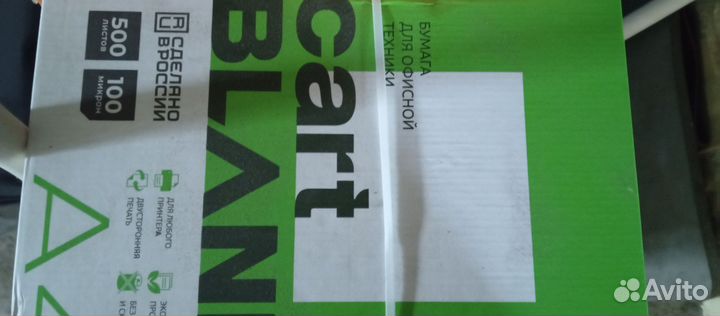 cart
BLAN
БУМАГА
ДЛЯ ОФИСНОЙ
ТЕХНИКИ
СДЕЛАНО
В РОССИИ
500
листов
100
микрон
ДЛЯ ЛЮБОГО
ПРИНТЕРА
ДВУСТОРОННЯЯ
ПЕЧАТЬ
БЕЗ
A4
Avito